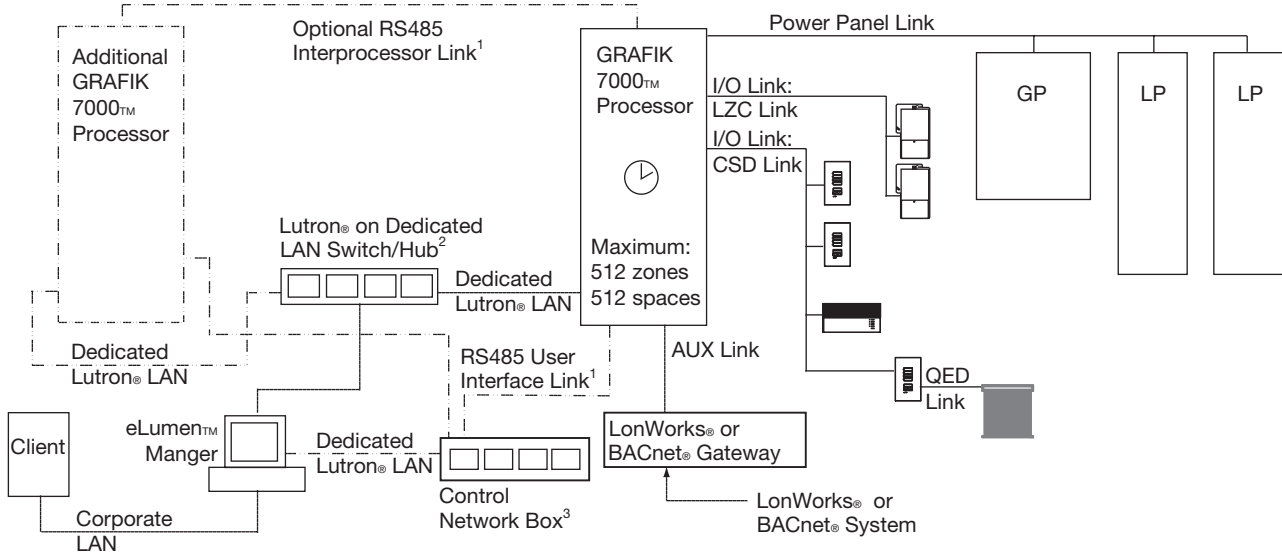 Optional RS485
Interprocessor Link1
Additional
GRAFIK
7000TM
Processor
GRAFIK
7000TM
Processor
Power Panel Link
I/O Link:
LZC Link
I/O Link:
CSD Link
GP
LP
LP
Lutron® on Dedicated
LAN Switch/Hub2
Dedicated
Lutron® LAN
Maximum:
512 zones
512 spaces
Dedicated
Lutron® LAN
RS485 User
Interface Link1
AUX Link
QED
Link
Client
eLumenTM
Manger
Dedicated
Lutron® LAN
LonWorks® or
BACnet® Gateway
Control
Network Box3
LonWorks® or
BACnet® System
Corporate
LAN